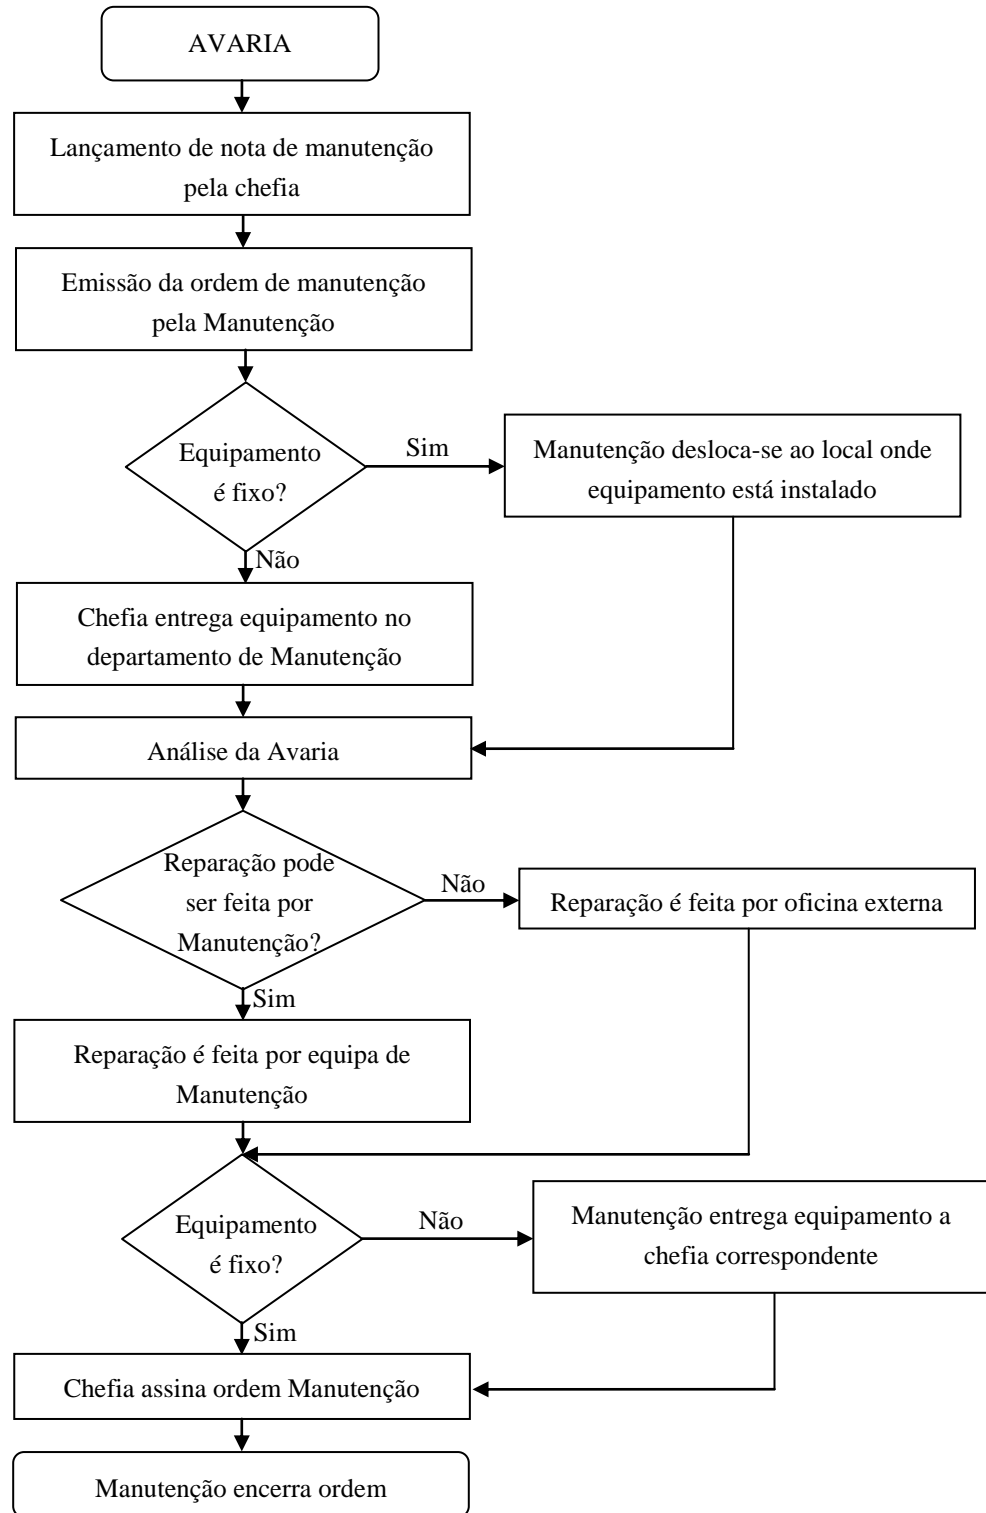 AVARIA
Lançamento de nota de manutenção
pela chefia
Emissão da ordem de manutenção
pela Manutenção
Equipamento
é fixo?
Sim
Manutenção desloca-se ao local onde
equipamento está instalado
Não
Chefia entrega equipamento no
departamento de Manutenção
Análise da Avaria
Reparação pode
ser feita por
Manutenção?
Não
Reparação é feita por oficina externa
Sim
Reparação é feita por equipa de
Manutenção
Equipamento
é fixo?
Não
Manutenção entrega equipamento a
chefia correspondente
Sim
Chefia assina ordem Manutenção
Manutenção encerra ordem